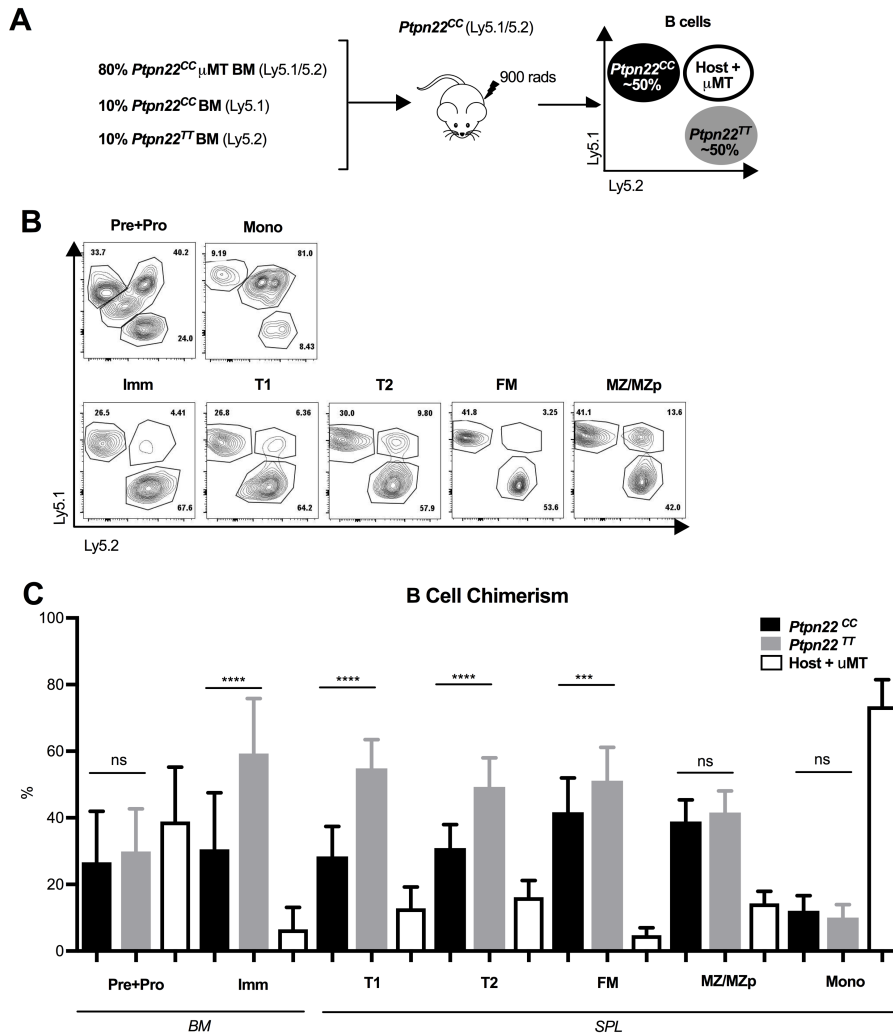 A
80% Ptpn22CC μMT BM (Ly5.1/5.2)
10% Ptpn22CC BM (Ly5.1)
10% Ptpn22TT BM (Ly5.2)
Ptpn22CC (Ly5.1/5.2)
900 rads
B cells
Ptpn22CC
~50%
Host +
μMT
Ptpn22TT
~50%
Ly5.1
Ly5.2
B
Pre+Pro
Mono
33.7
40.2
24.0
9.19
81.0
8.43
Imm
T1
T2
FM
MZ/MZp
26.5
4.41
67.6
26.8
6.36
64.2
30.0
9.80
57.9
41.8
3.25
53.6
41.1
13.6
42.0
Ly5.1
Ly5.2
C
B Cell Chimerism
100
80
60
40
20
0
%
Ptpn22 CC
Ptpn22 TT
Host + uMT
ns
****
****
****
***
ns
ns
Pre+Pro
Imm
T1
T2
FM
MZ/MZp
Mono
BM
SPL